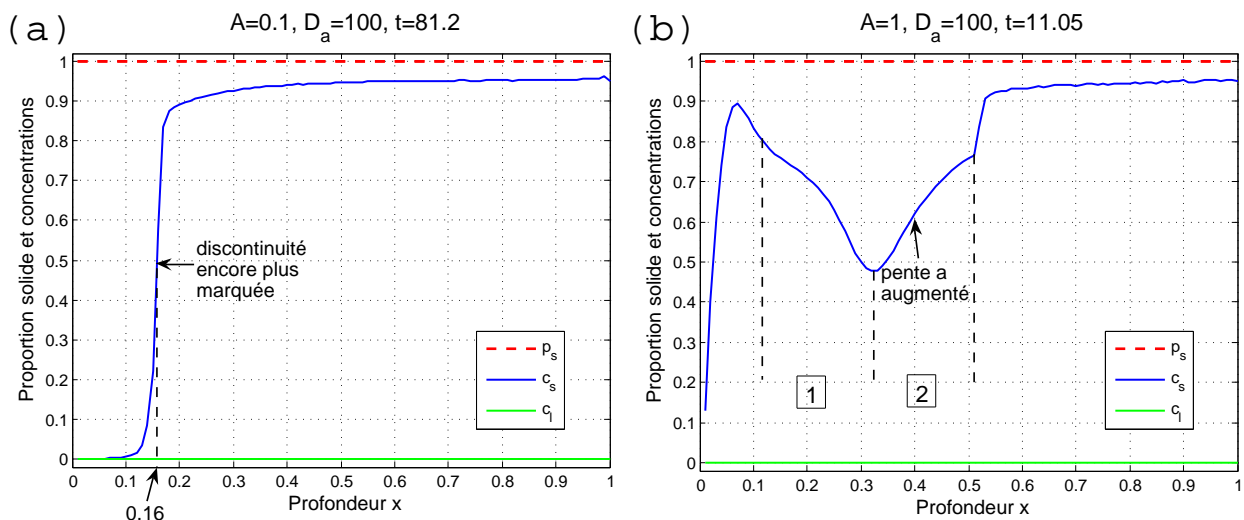 (a)
A=0.1, D_a=100, t=81.2
Proportion solide et concentrations
1
0.9
0.8
0.7
0.6
0.5
0.4
0.3
0.2
0.1
0
discontinuité
encore plus
marquée
p_s
c_s
c_l
0 0.1 0.2 0.3 0.4 0.5 0.6 0.7 0.8 0.9 1
0.16
Profondeur x
(b)
A=1, D_a=100, t=11.05
Proportion solide et concentrations
1
0.9
0.8
0.7
0.6
0.5
0.4
0.3
0.2
0.1
0
pente a
augmenté
1
2
p_s
c_s
c_l
0 0.1 0.2 0.3 0.4 0.5 0.6 0.7 0.8 0.9 1
Profondeur x